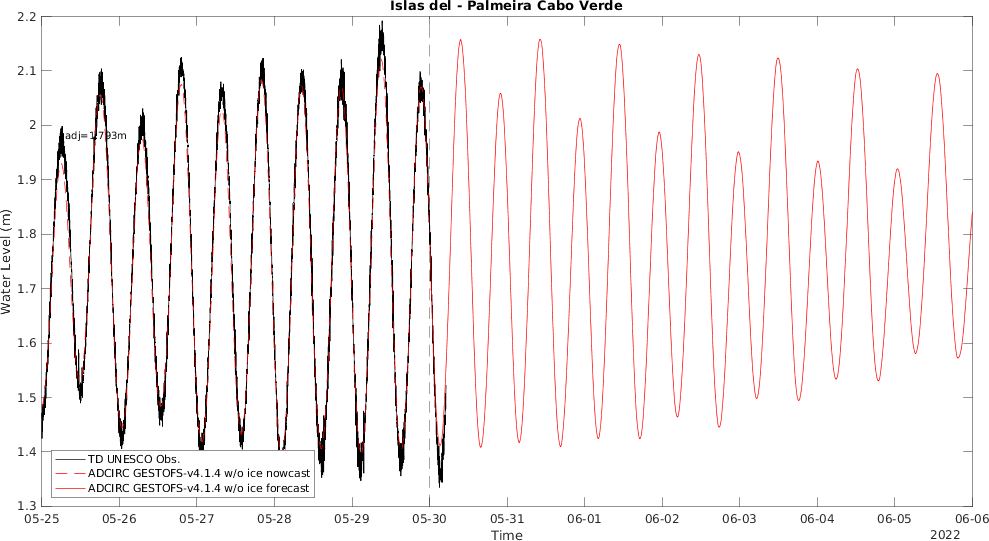 Islas del - Palmeira Cabo Verde
2.2
2.1
2
1.9
1.8
1.7
1.6
1.5
1.4
1.3
Water Level (m)
adj=1.793m
TD UNESCO Obs.
ADCIRC GESTOFS-v4.1.4 w/o ice nowcast
ADCIRC GESTOFS-v4.1.4 w/o ice forecast
05-25 05-26 05-27 05-28 05-29 05-30 05-31 06-01 06-02 06-03 06-04 06-05 06-06
Time
2022